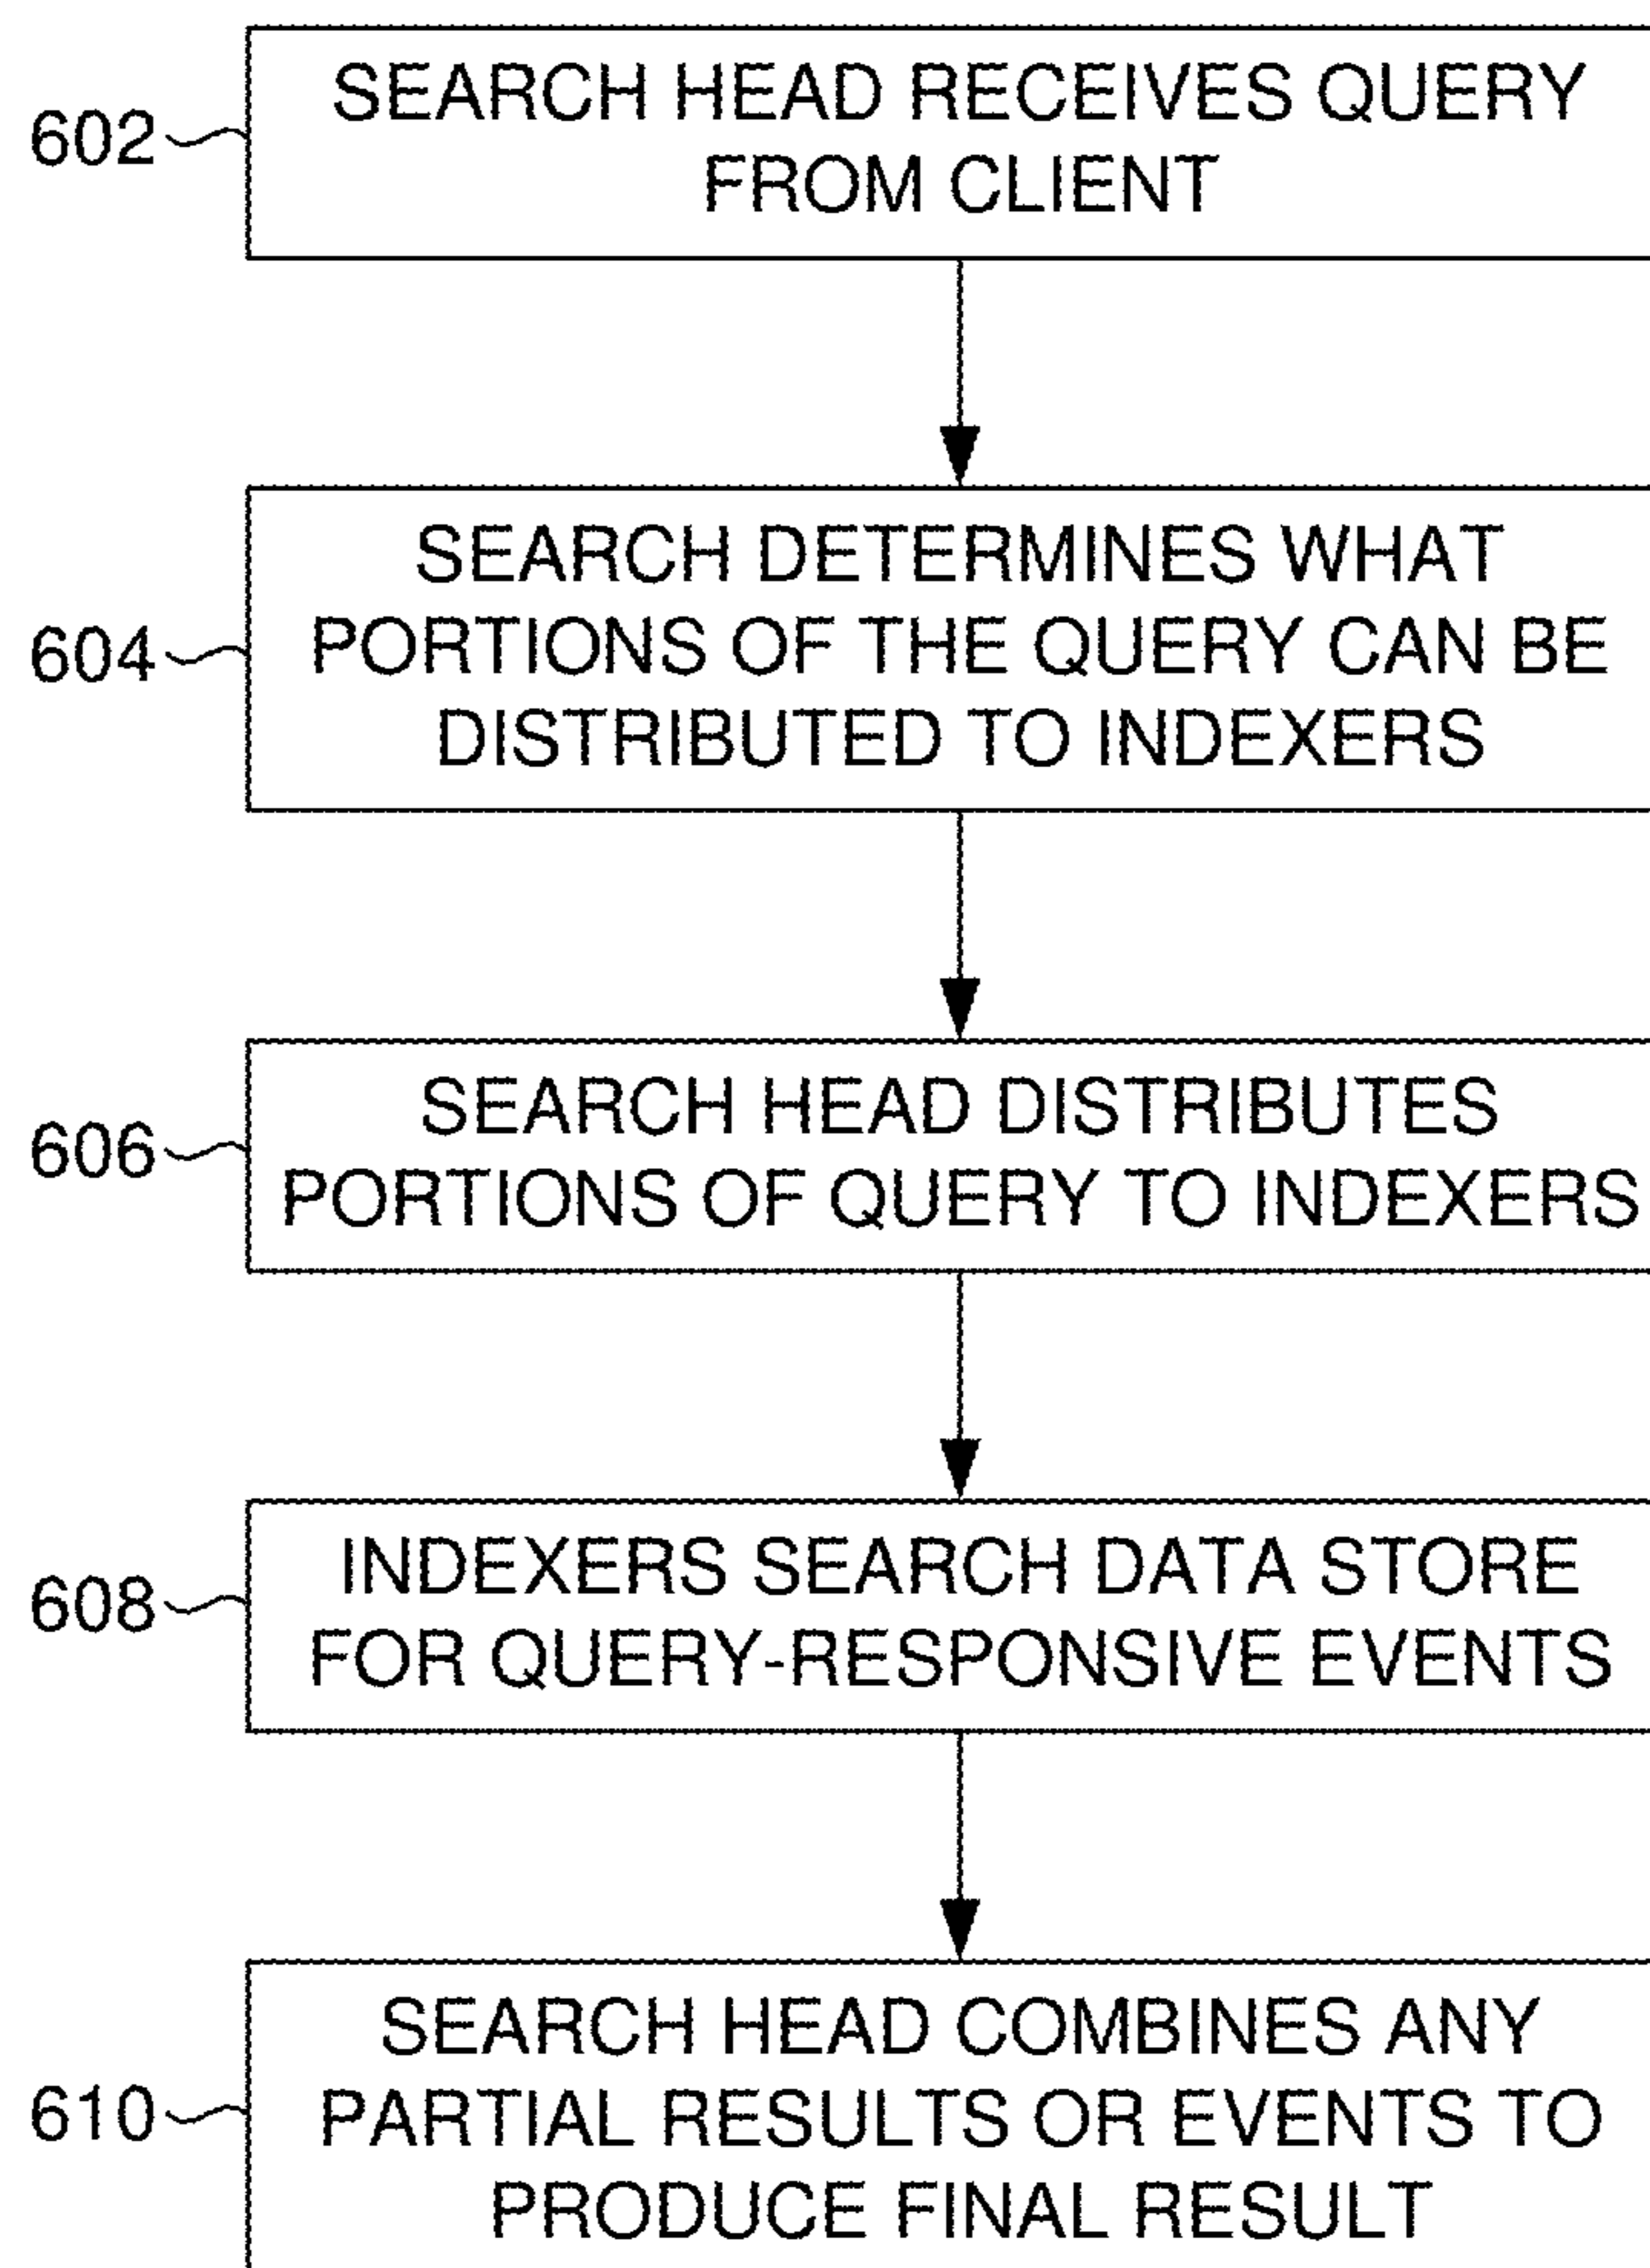 602
SEARCH HEAD RECEIVES QUERY
FROM CLIENT
604
SEARCH DETERMINES WHAT
PORTIONS OF THE QUERY CAN BE
DISTRIBUTED TO INDEXERS
606
SEARCH HEAD DISTRIBUTES
PORTIONS OF QUERY TO INDEXERS
608
INDEXERS SEARCH DATA STORE
FOR QUERY-RESPONSIVE EVENTS
610
SEARCH HEAD COMBINES ANY
PARTIAL RESULTS OR EVENTS TO
PRODUCE FINAL RESULT